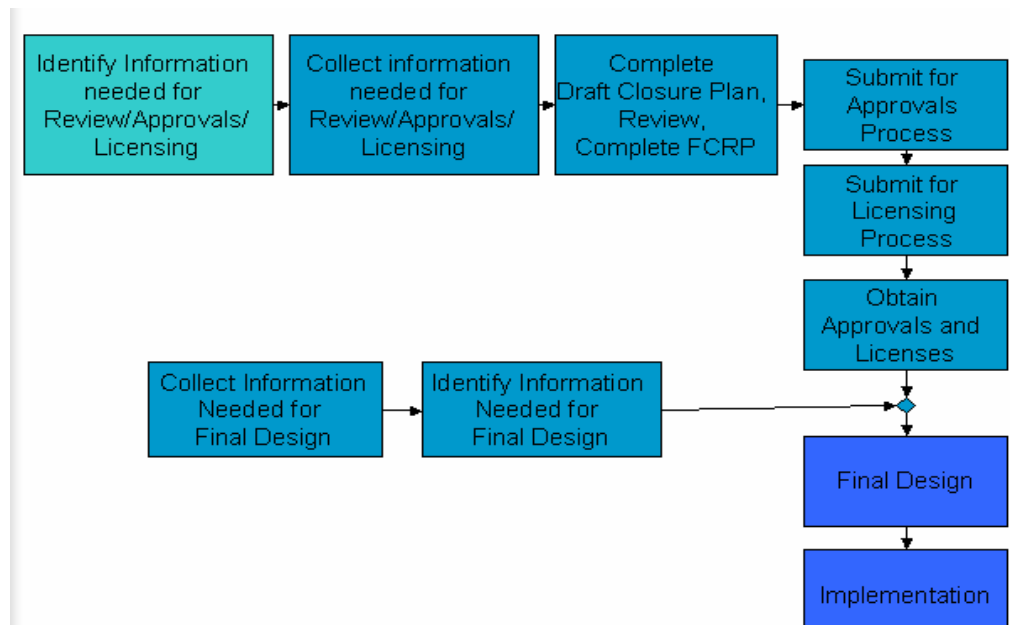 Identify Information
needed for
Review/Approvals/
Licensing
Collect information
needed for
Review/Approvals/
Licensing
Complete
Draft Closure Plan,
Review,
Complete FCRP
Submit for
Approvals
Process
Submit for
Licensing
Process
Obtain
Approvals and
Licenses
Collect Information
Needed for
Final Design
Identify Information
Needed for
Final Design
Final Design
Implementation